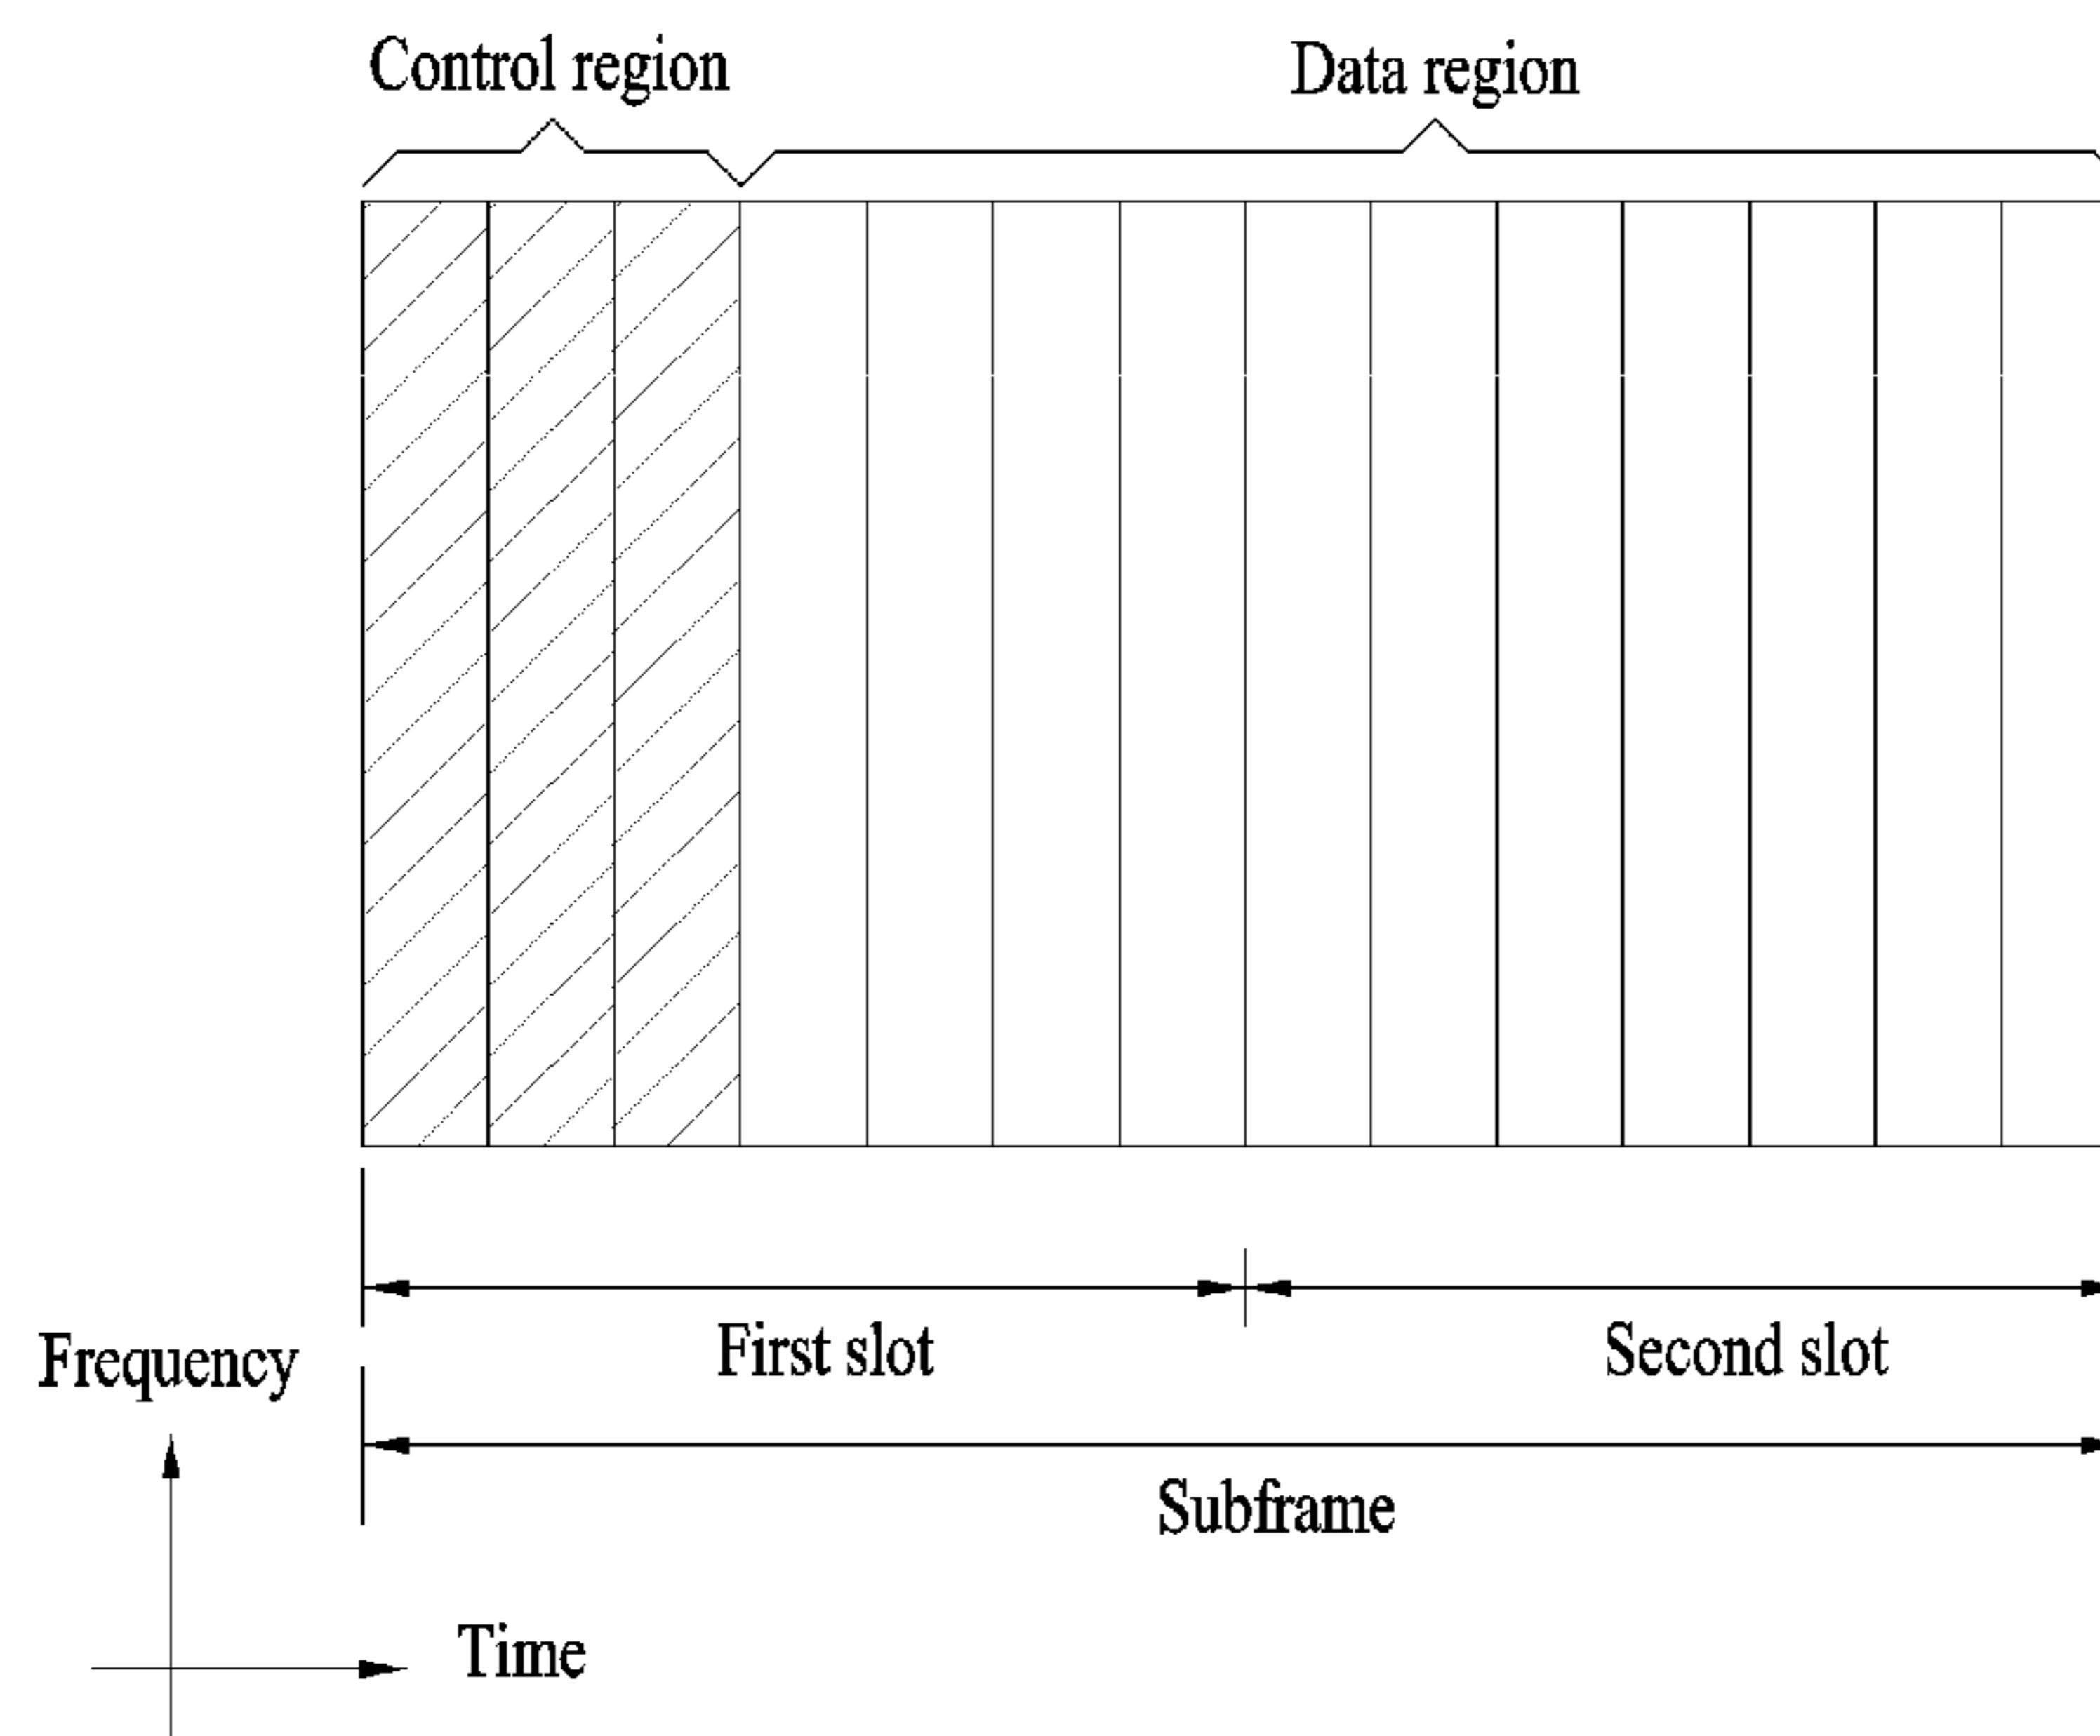 Control region
Data region
First slot
Second slot
Frequency
Subframe
Time